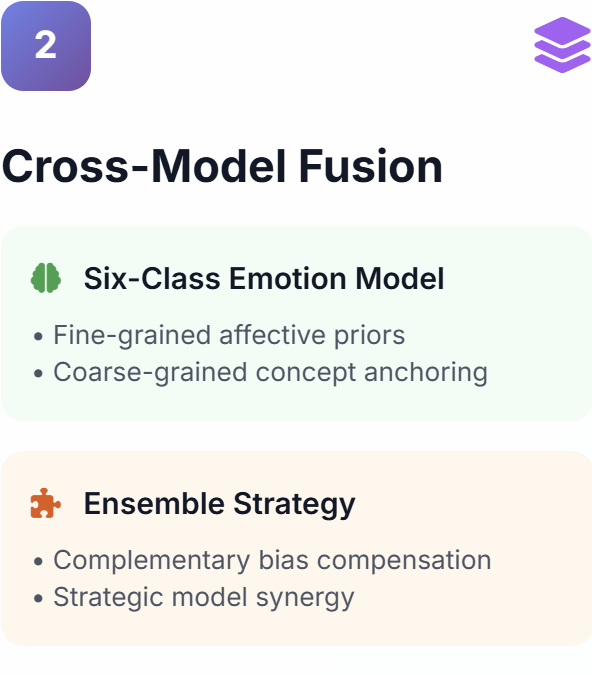 2
Cross-Model Fusion
Six-Class Emotion Model
• Fine-grained affective priors
• Coarse-grained concept anchoring
Ensemble Strategy
• Complementary bias compensation
• Strategic model synergy